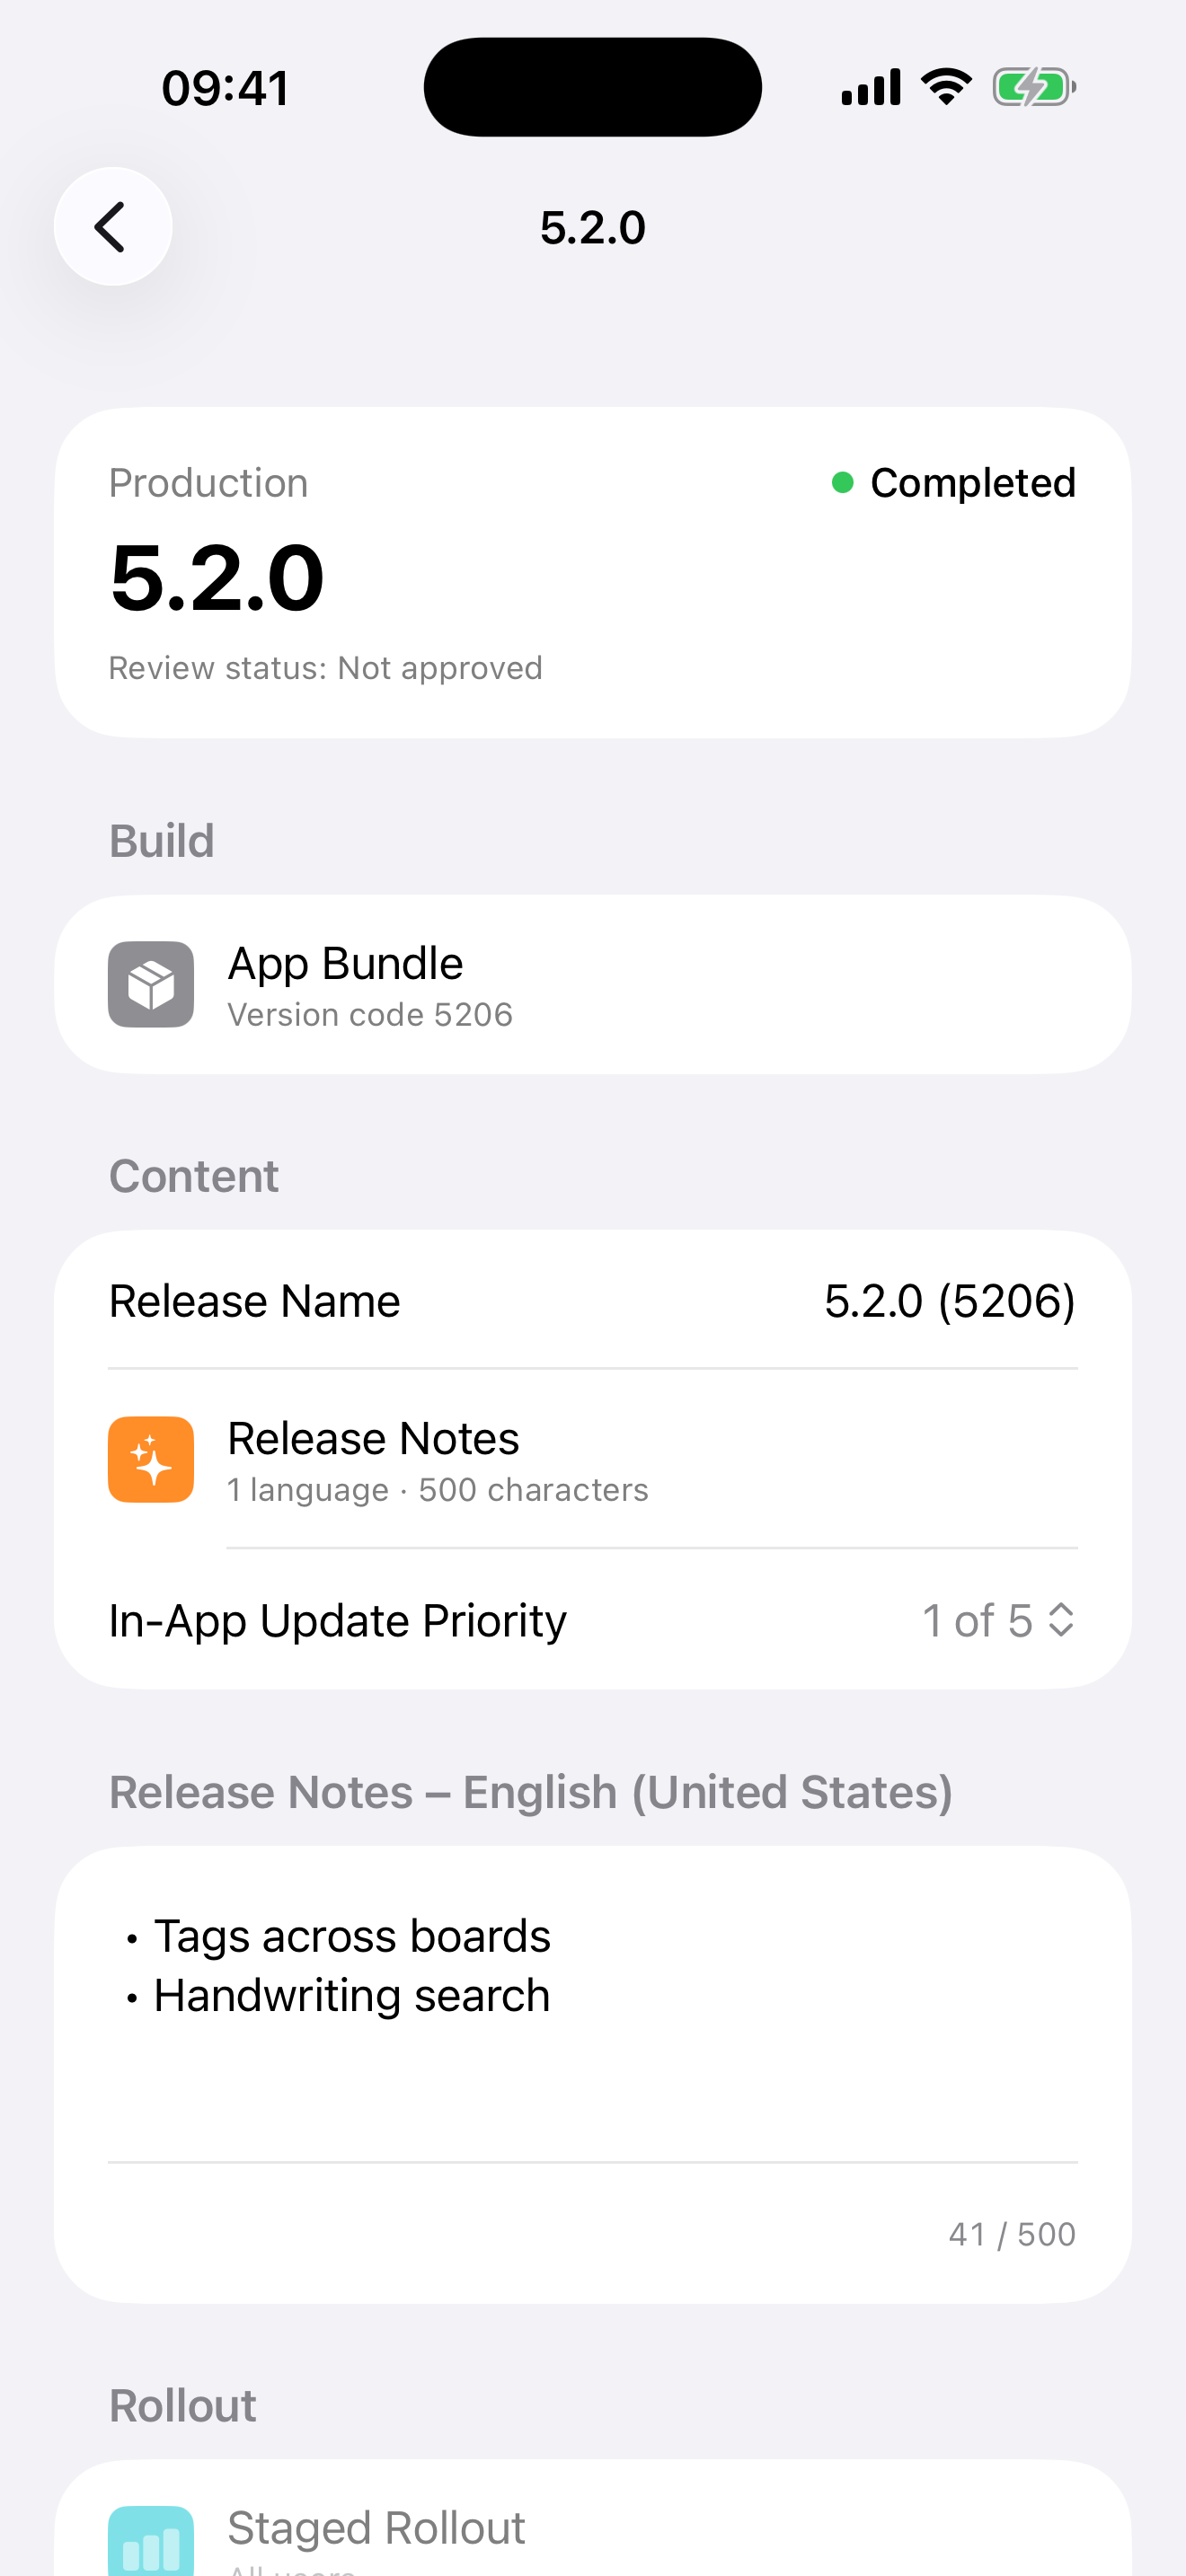 09:41
5.2.0
Production
Completed
5.2.0
Review status: Not approved
Build
App Bundle
Version code 5206
Content
Release Name
5.2.0 (5206)
Release Notes
1 language · 500 characters
In-App Update Priority
1 of 5
Release Notes – English (United States)
• Tags across boards
• Handwriting search
41 / 500
Rollout
Staged Rollout
All users